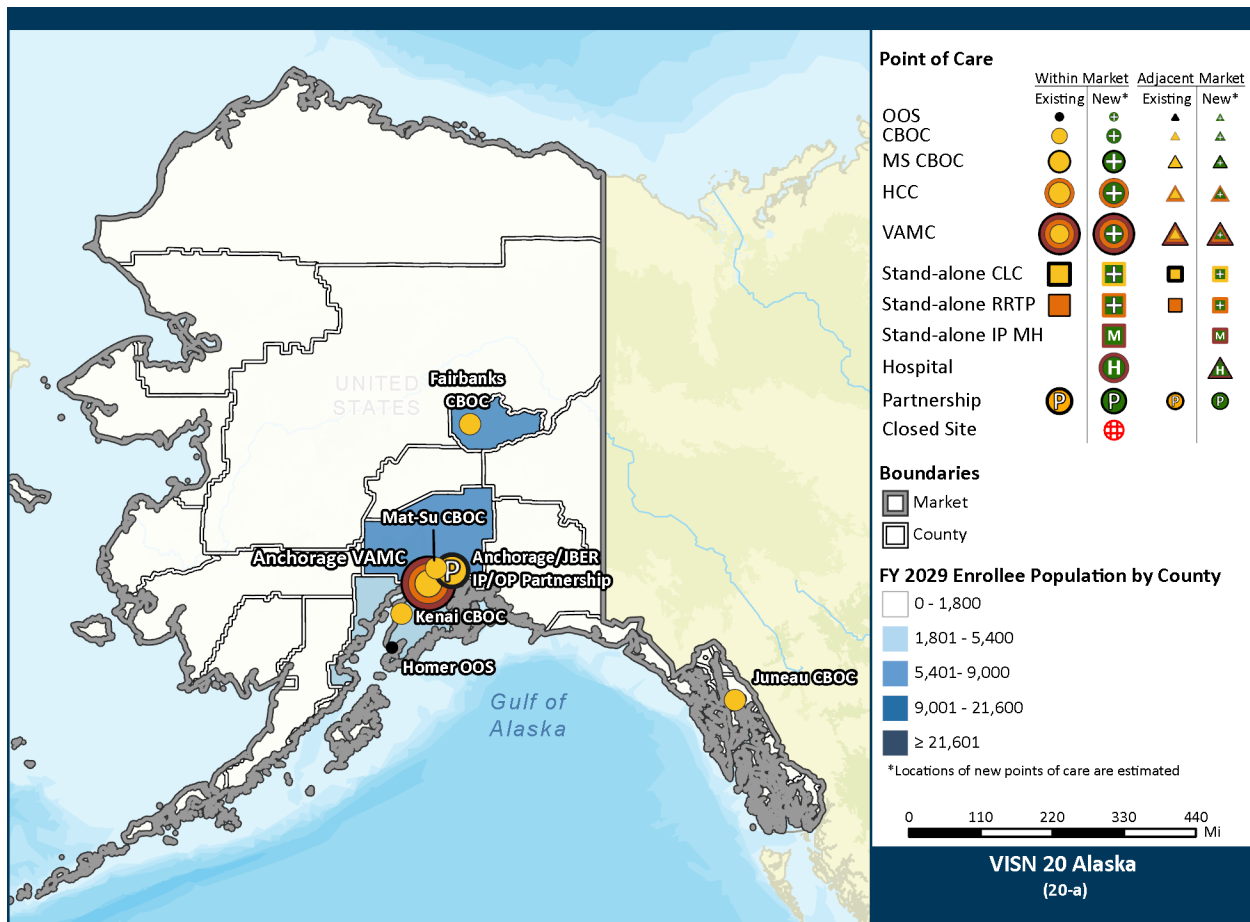 UNITED
STATES
Fairbanks
CBOC
Mat-Su CBOC
Anchorage VAMC
Anchorage/JBER
IP/OP Partnership
P
Kenai CBOC
Homer OOS
Gulf of
Alaska
Juneau CBOC
Point of Care
Within Market Adjacent Market
Existing New* Existing New*
OOS
CBOC
MS CBOC
HCC
VAMC
Stand-alone CLC
Stand-alone RRTP
Stand-alone IP MH M M
Hospital H H
Partnership P P P P
Closed Site
Boundaries
Market
County
FY 2029 Enrollee Population by County
0 - 1,800
1,801 - 5,400
5,401- 9,000
9,001 - 21,600
≥ 21,601
*Locations of new points of care are estimated
0 110 220 330 440
Mi
VISN 20 Alaska
(20-a)